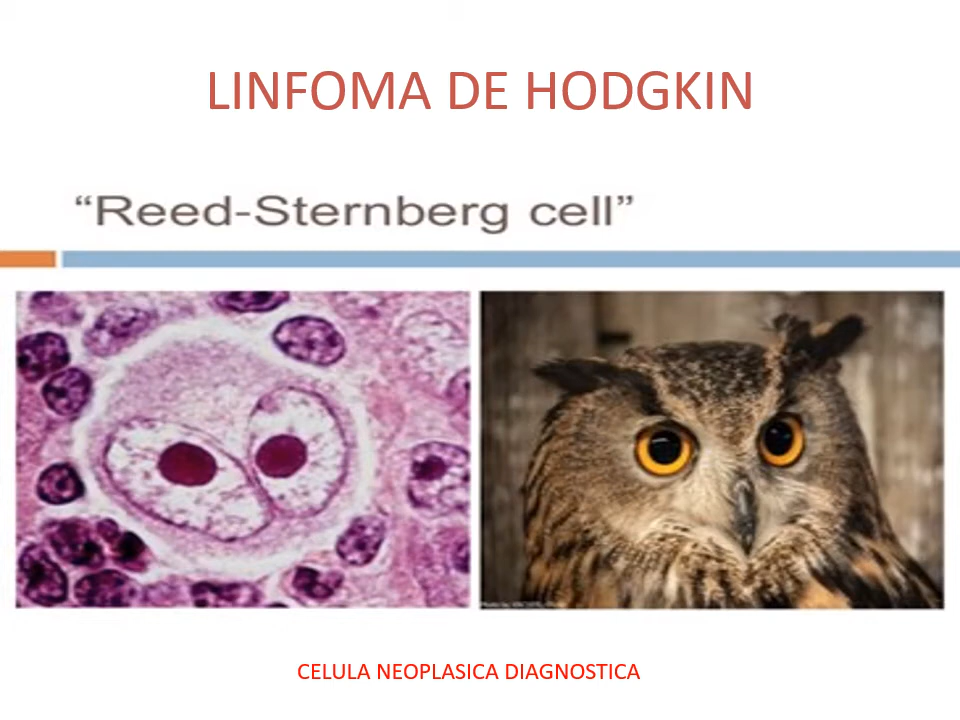 LINFOMA DE HODGKIN
“Reed-Sternberg cell”
CELULA NEOPLASICA DIAGNOSTICA